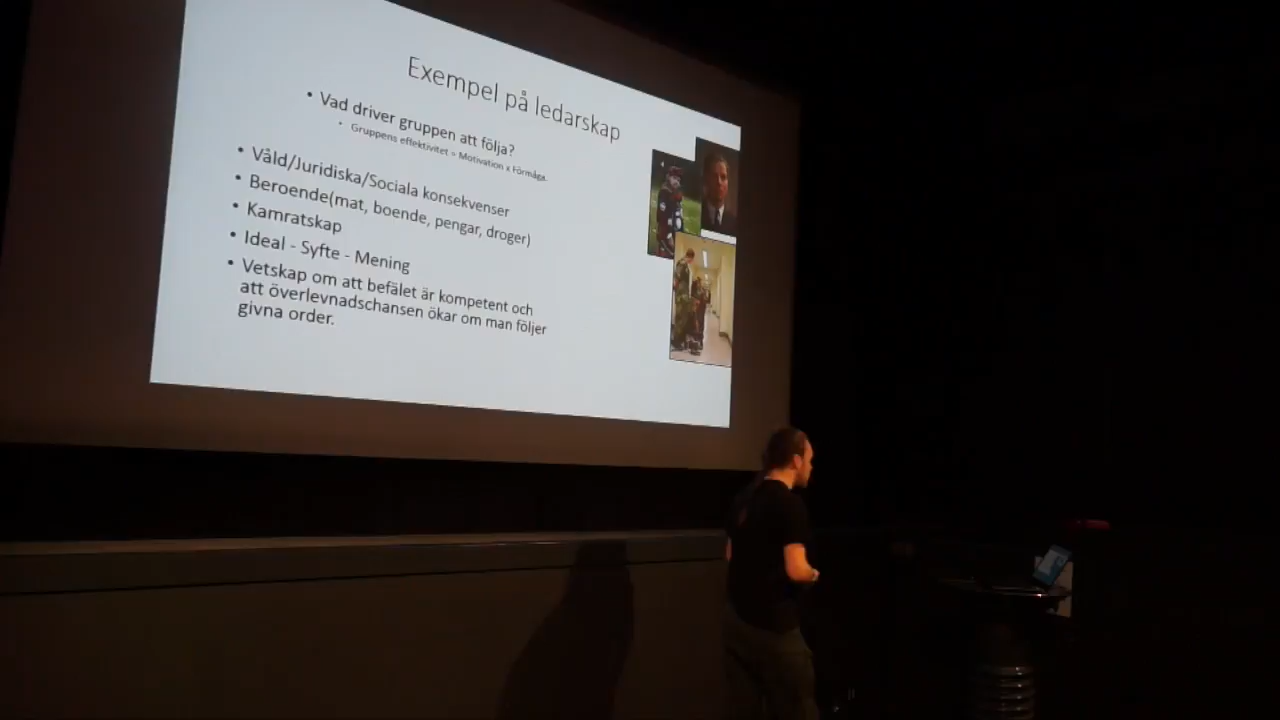 Exempel på ledarskap
• Vad driver gruppen att följa?
• Gruppens effektivitet = Motivation x Förmåga.
• Våld/Juridiska/Sociala konsekvenser
• Beroende(mat, boende, pengar, droger)
• Kamratskap
• Ideal - Syfte - Mening
• Vetskap om att befälet är kompetent och
att överlevnadschansen ökar om man följer
givna order.